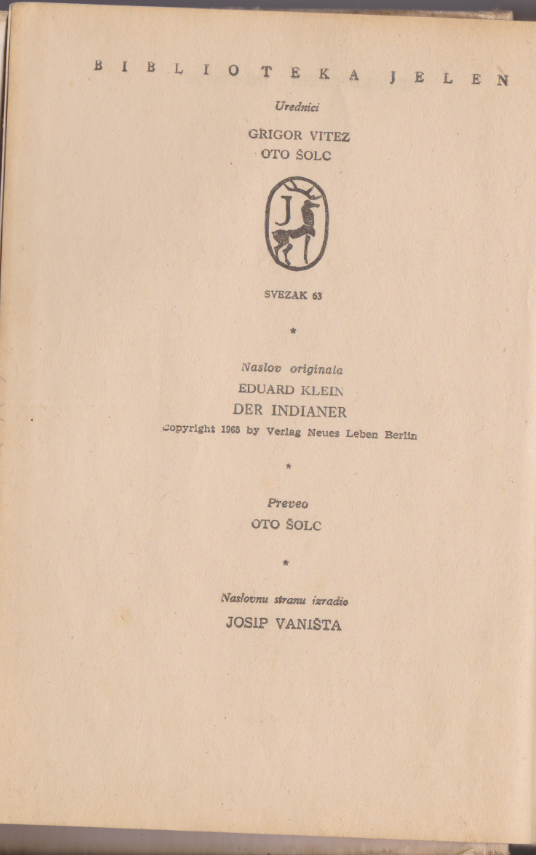 BIBLIOTEKA JELEN
Urednici
GRIGOR VITEZ
OTO ŠOLC
J
SVEZAK 63
*
Naslov originala
EDUARD KLEIN
DER INDIANER
Copyright 1963 by Verlag Neues Leben Berlin
*
Preveo
OTO ŠOLC
*
Naslovnu stranu izradio
JOSIP VANIŠTA